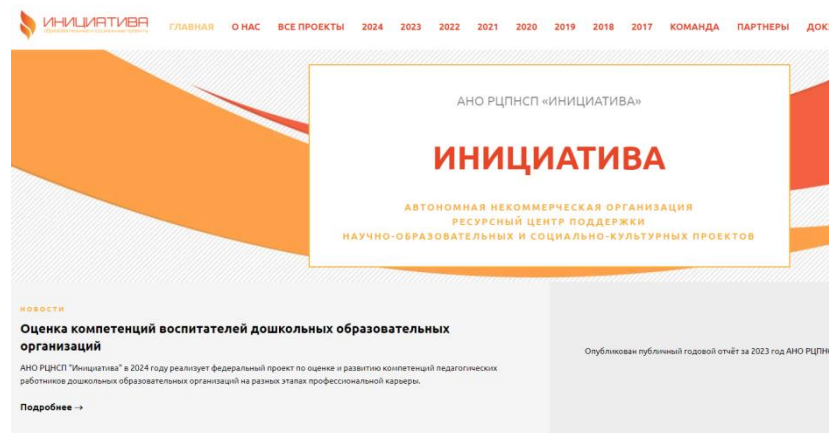 ИНИЦИАТИВА
ГЛАВНАЯ О НАС ВСЕ ПРОЕКТЫ 2024 2023 2022 2021 2020 2019 2018 2017 КОМАНДА ПАРТНЕРЫ
АНО РЦПНСП «ИНИЦИАТИВА»
ИНИЦИАТИВА
АВТОНОМНАЯ НЕКОММЕРЧЕСКАЯ ОРГАНИЗАЦИЯ
РЕСУРСНЫЙ ЦЕНТР ПОДДЕРЖКИ
НАУЧНО-ОБРАЗОВАТЕЛЬНЫХ И СОЦИАЛЬНО-КУЛЬТУРНЫХ ПРОЕКТОВ
НОВОСТИ
Оценка компетенций воспитателей дошкольных образовательных
организаций
АНО РЦНСП "Инициатива" в 2024 году реализует федеральный проект по оценке и развитию компетенций педагогических
работников дошкольных образовательных организаций на разных этапах профессиональной карьеры.
Подробнее →
Опубликован публичный годовой отчёт за 2023 год АНО